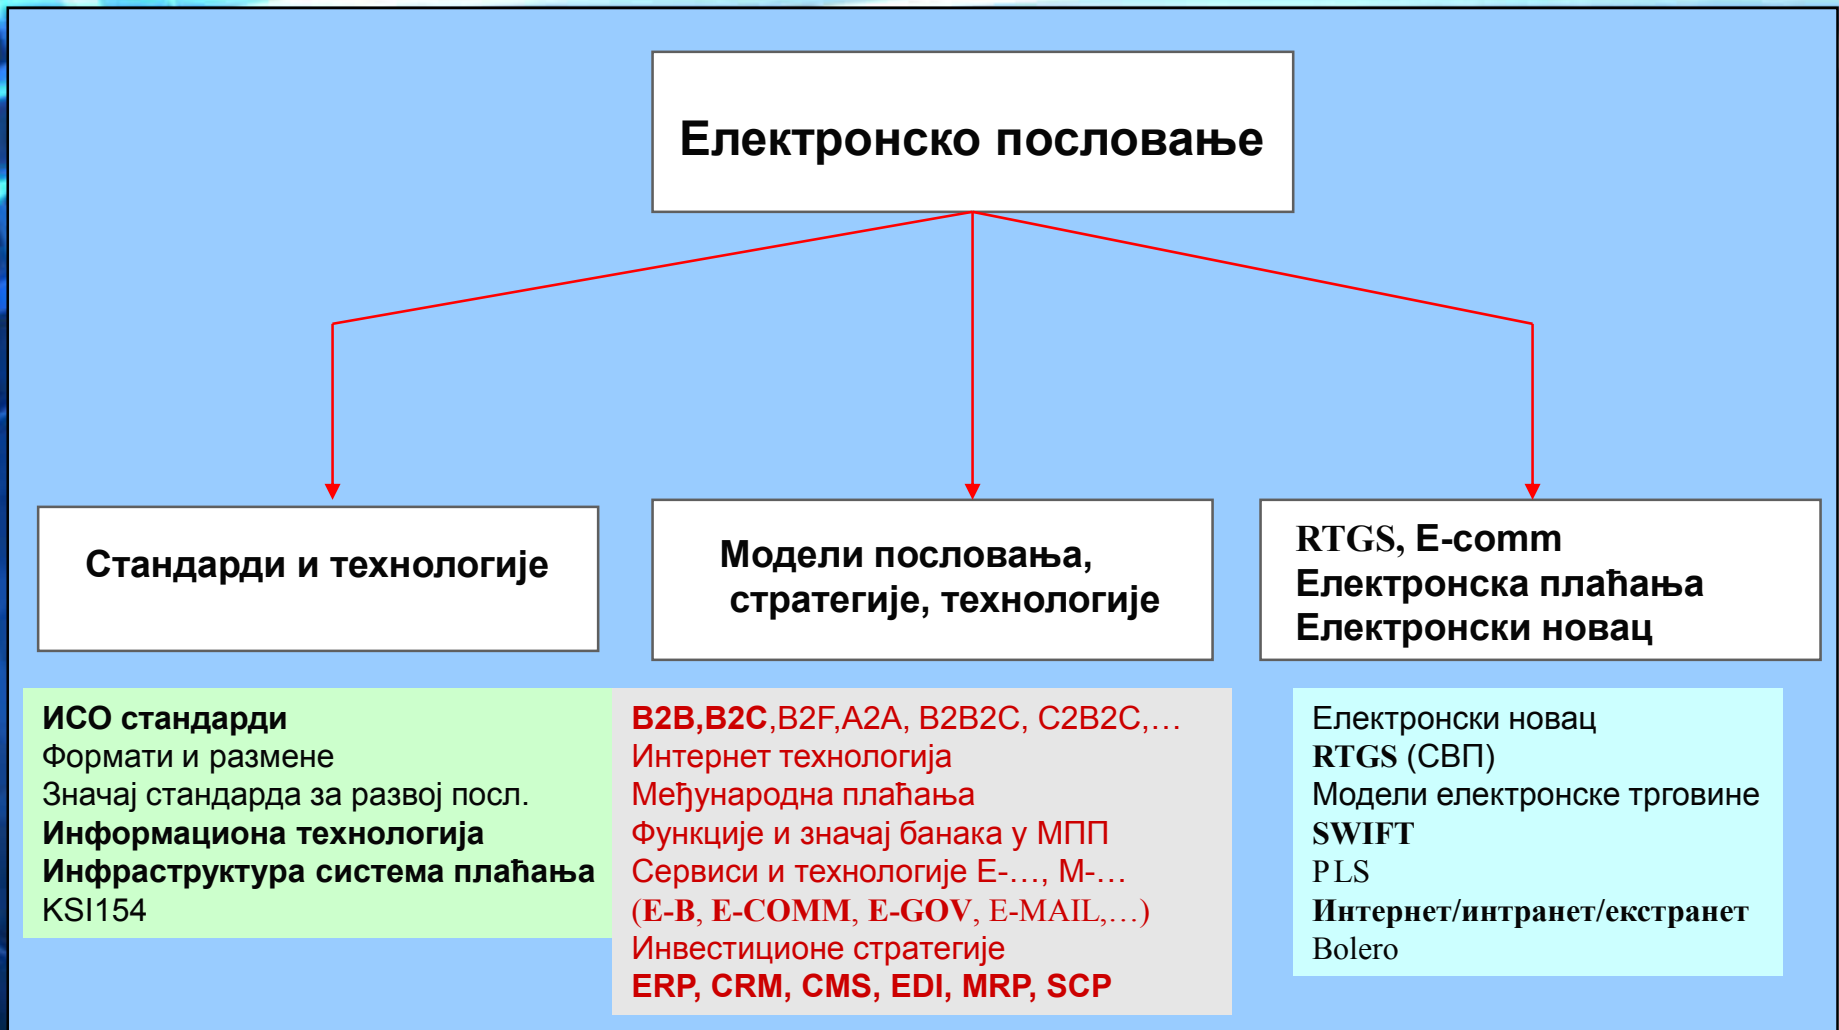 Електронско пословање
Стандарди и технологије
Модели пословања,
стратегије, технологије
RTGS, E-comm
Електронска плаћања
Електронски новац
ИСО стандарди
Формати и размене
Значај стандарда за развој посл.
Информациона технологија
Инфраструктура система плаћања
KSI154
B2B,B2C,B2F,A2A, B2B2C, C2B2C,…
Интернет технологија
Међународна плаћања
Функције и значај банака у МПП
Сервиси и технологије E-…, M-…
(E-B, E-COMM, E-GOV, E-MAIL,…)
Инвестиционе стратегије
ERP, CRM, CMS, EDI, MRP, SCP
Електронски новац
RTGS (СВП)
Модели електронске трговине
SWIFT
PLS
Интернет/интранет/екстранет
Bolero